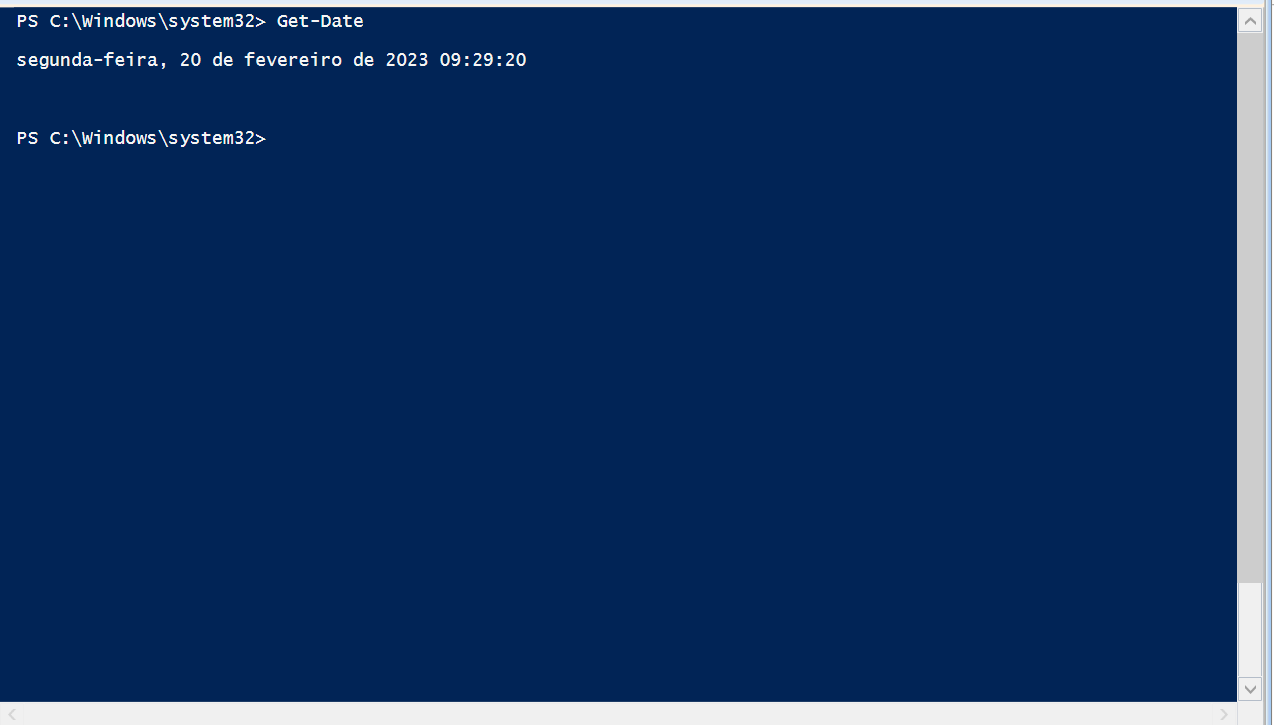 PS C:\Windows\system32> Get-Date
segunda-feira, 20 de fevereiro de 2023 09:29:20
PS C:\Windows\system32>